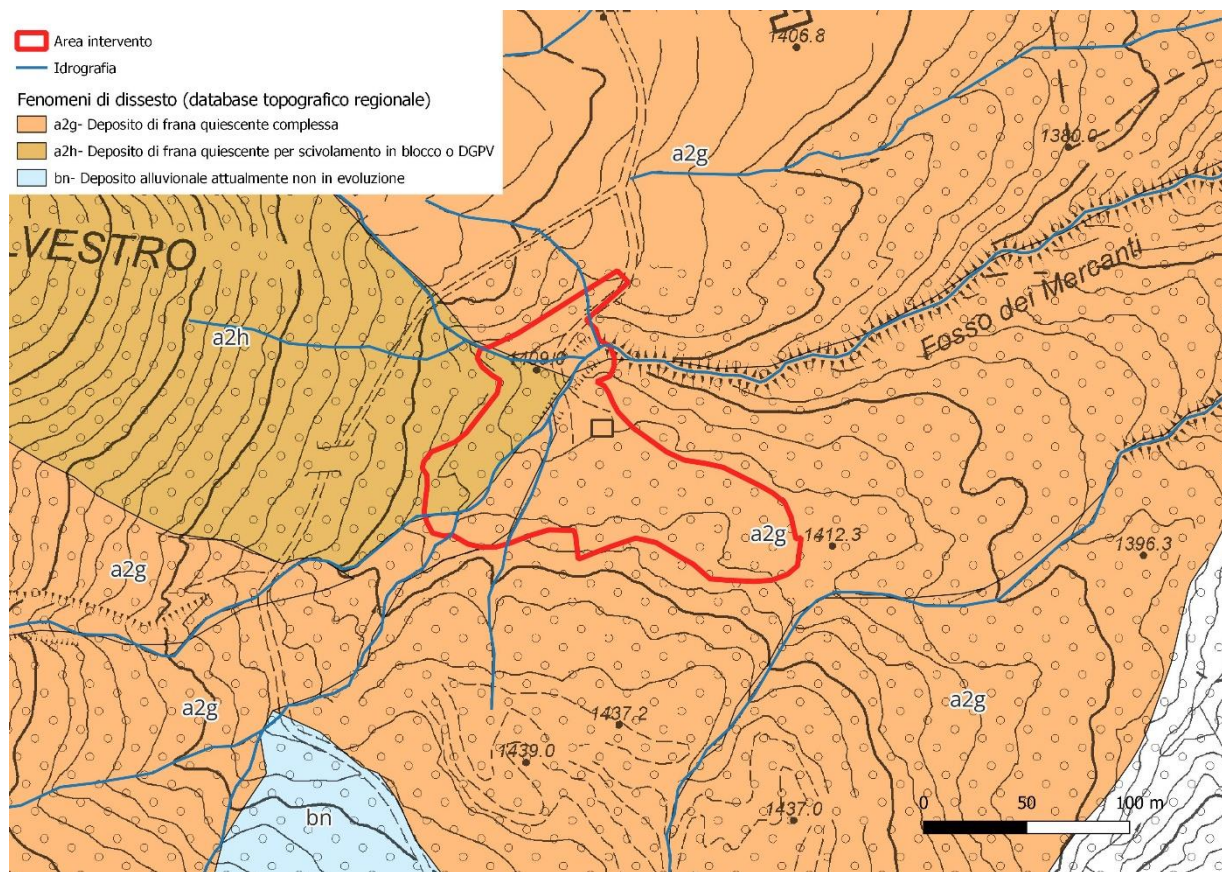 Area intervento
Idrografia
Fenomeni di dissesto (database topografico regionale)
a2g- Deposito di frana quiescente complessa
a2h- Deposito di frana quiescente per scivolamento in blocco o DGPV
bn- Deposito alluvionale attualmente non in evoluzione
1406.8
1380.0
a2g
LVESTRO
Fosso dei Mercanti
a2h
a2g
1412.3
1396.3
a2g
a2g
a2g
1437.2
1439.0
1437.0
0 50 100 m
bn